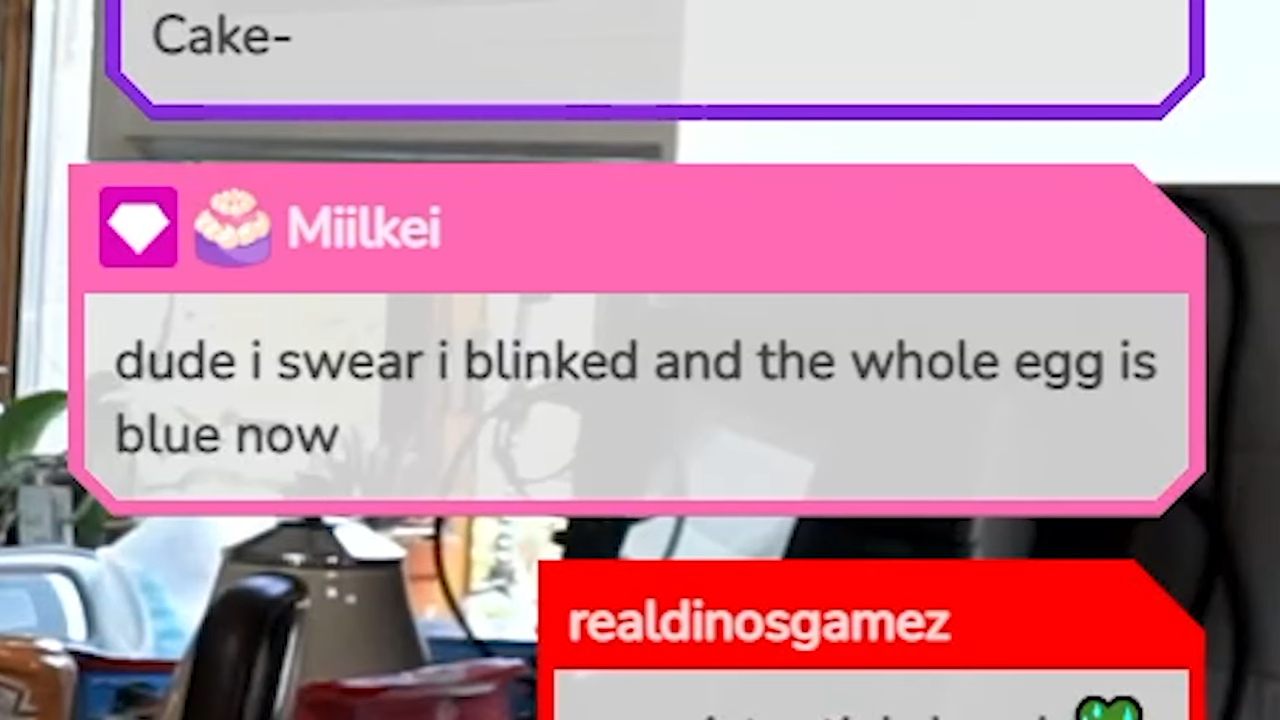 Cake-
Miilkei
dude i swear i blinked and the whole egg is
blue now
realdinosgamez